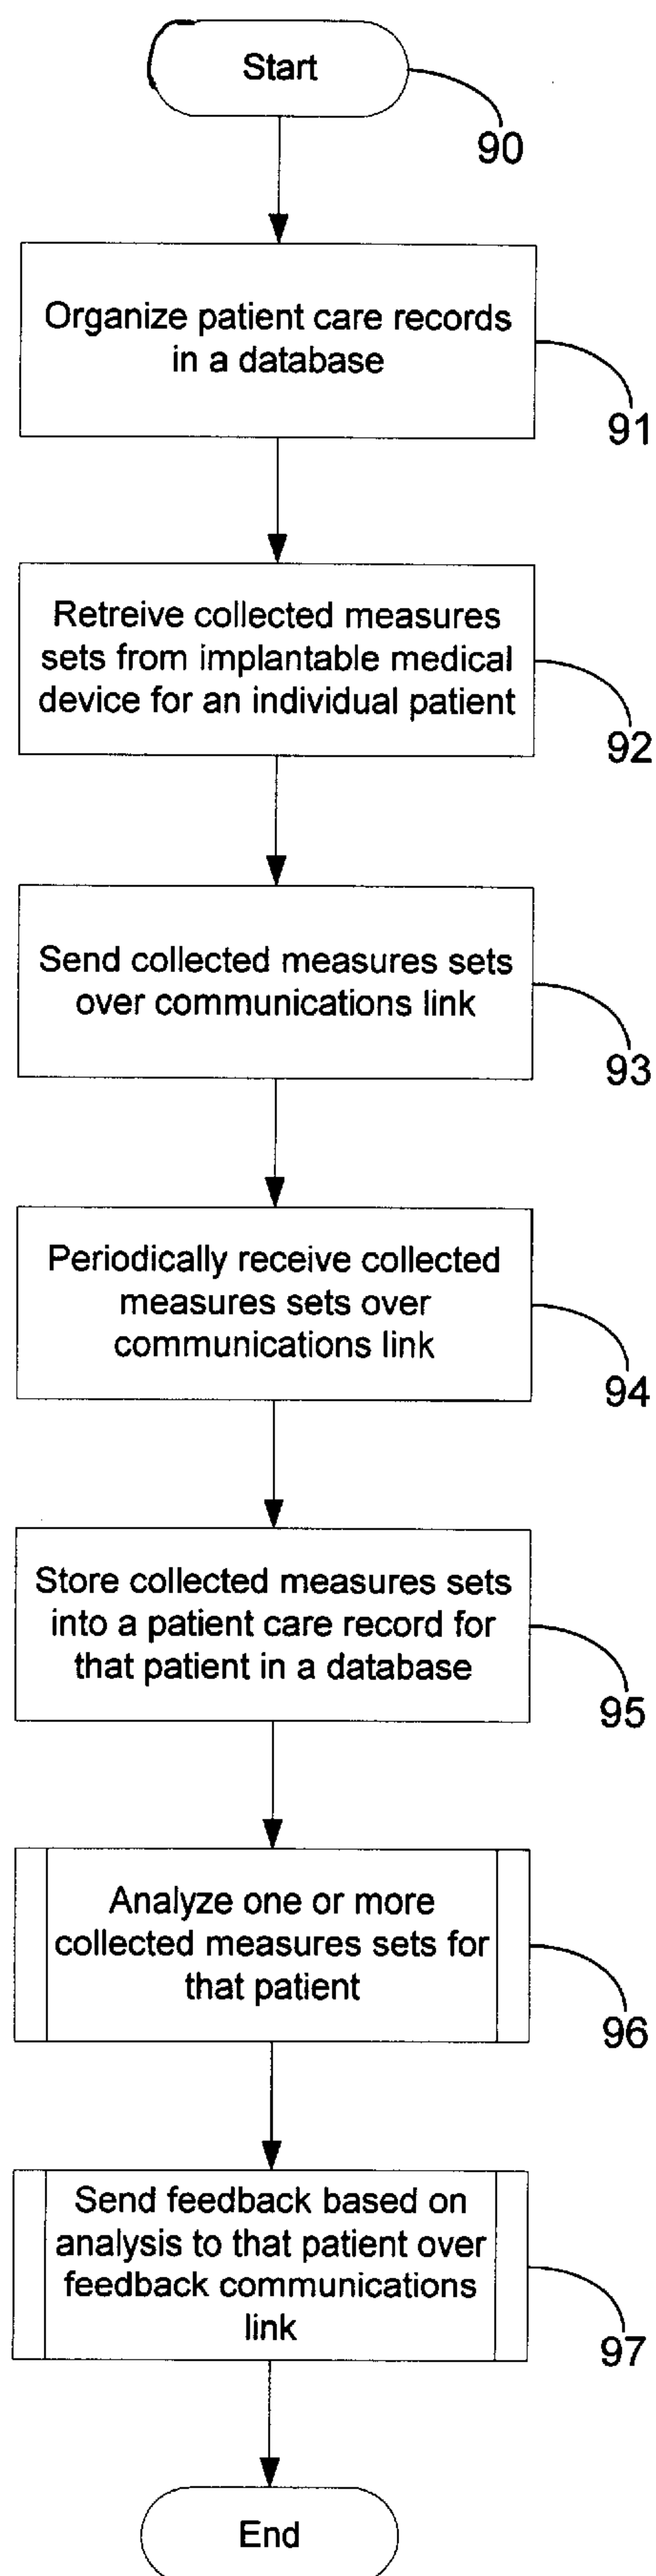 Start
90
Organize patient care records
in a database
91
Retreive collected measures
sets from implantable medical
device for an individual patient
92
Send collected measures sets
over communications link
93
Periodically receive collected
measures sets over
communications link
94
Store collected measures sets
into a patient care record for
that patient in a database
95
Analyze one or more
collected measures sets for
that patient
96
Send feedback based on
analysis to that patient over
feedback communications
link
97
End